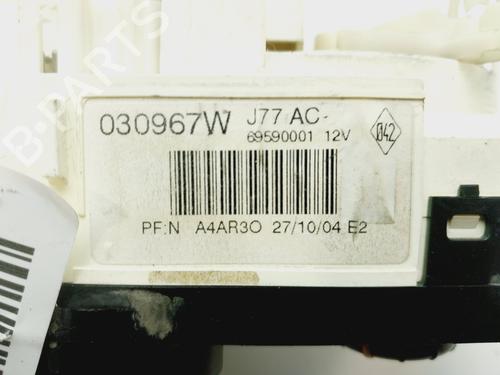 030967W J77 AC-
69590001 12V
042
PF:N A4AR3O 27/10/04 E2
B-PARTS